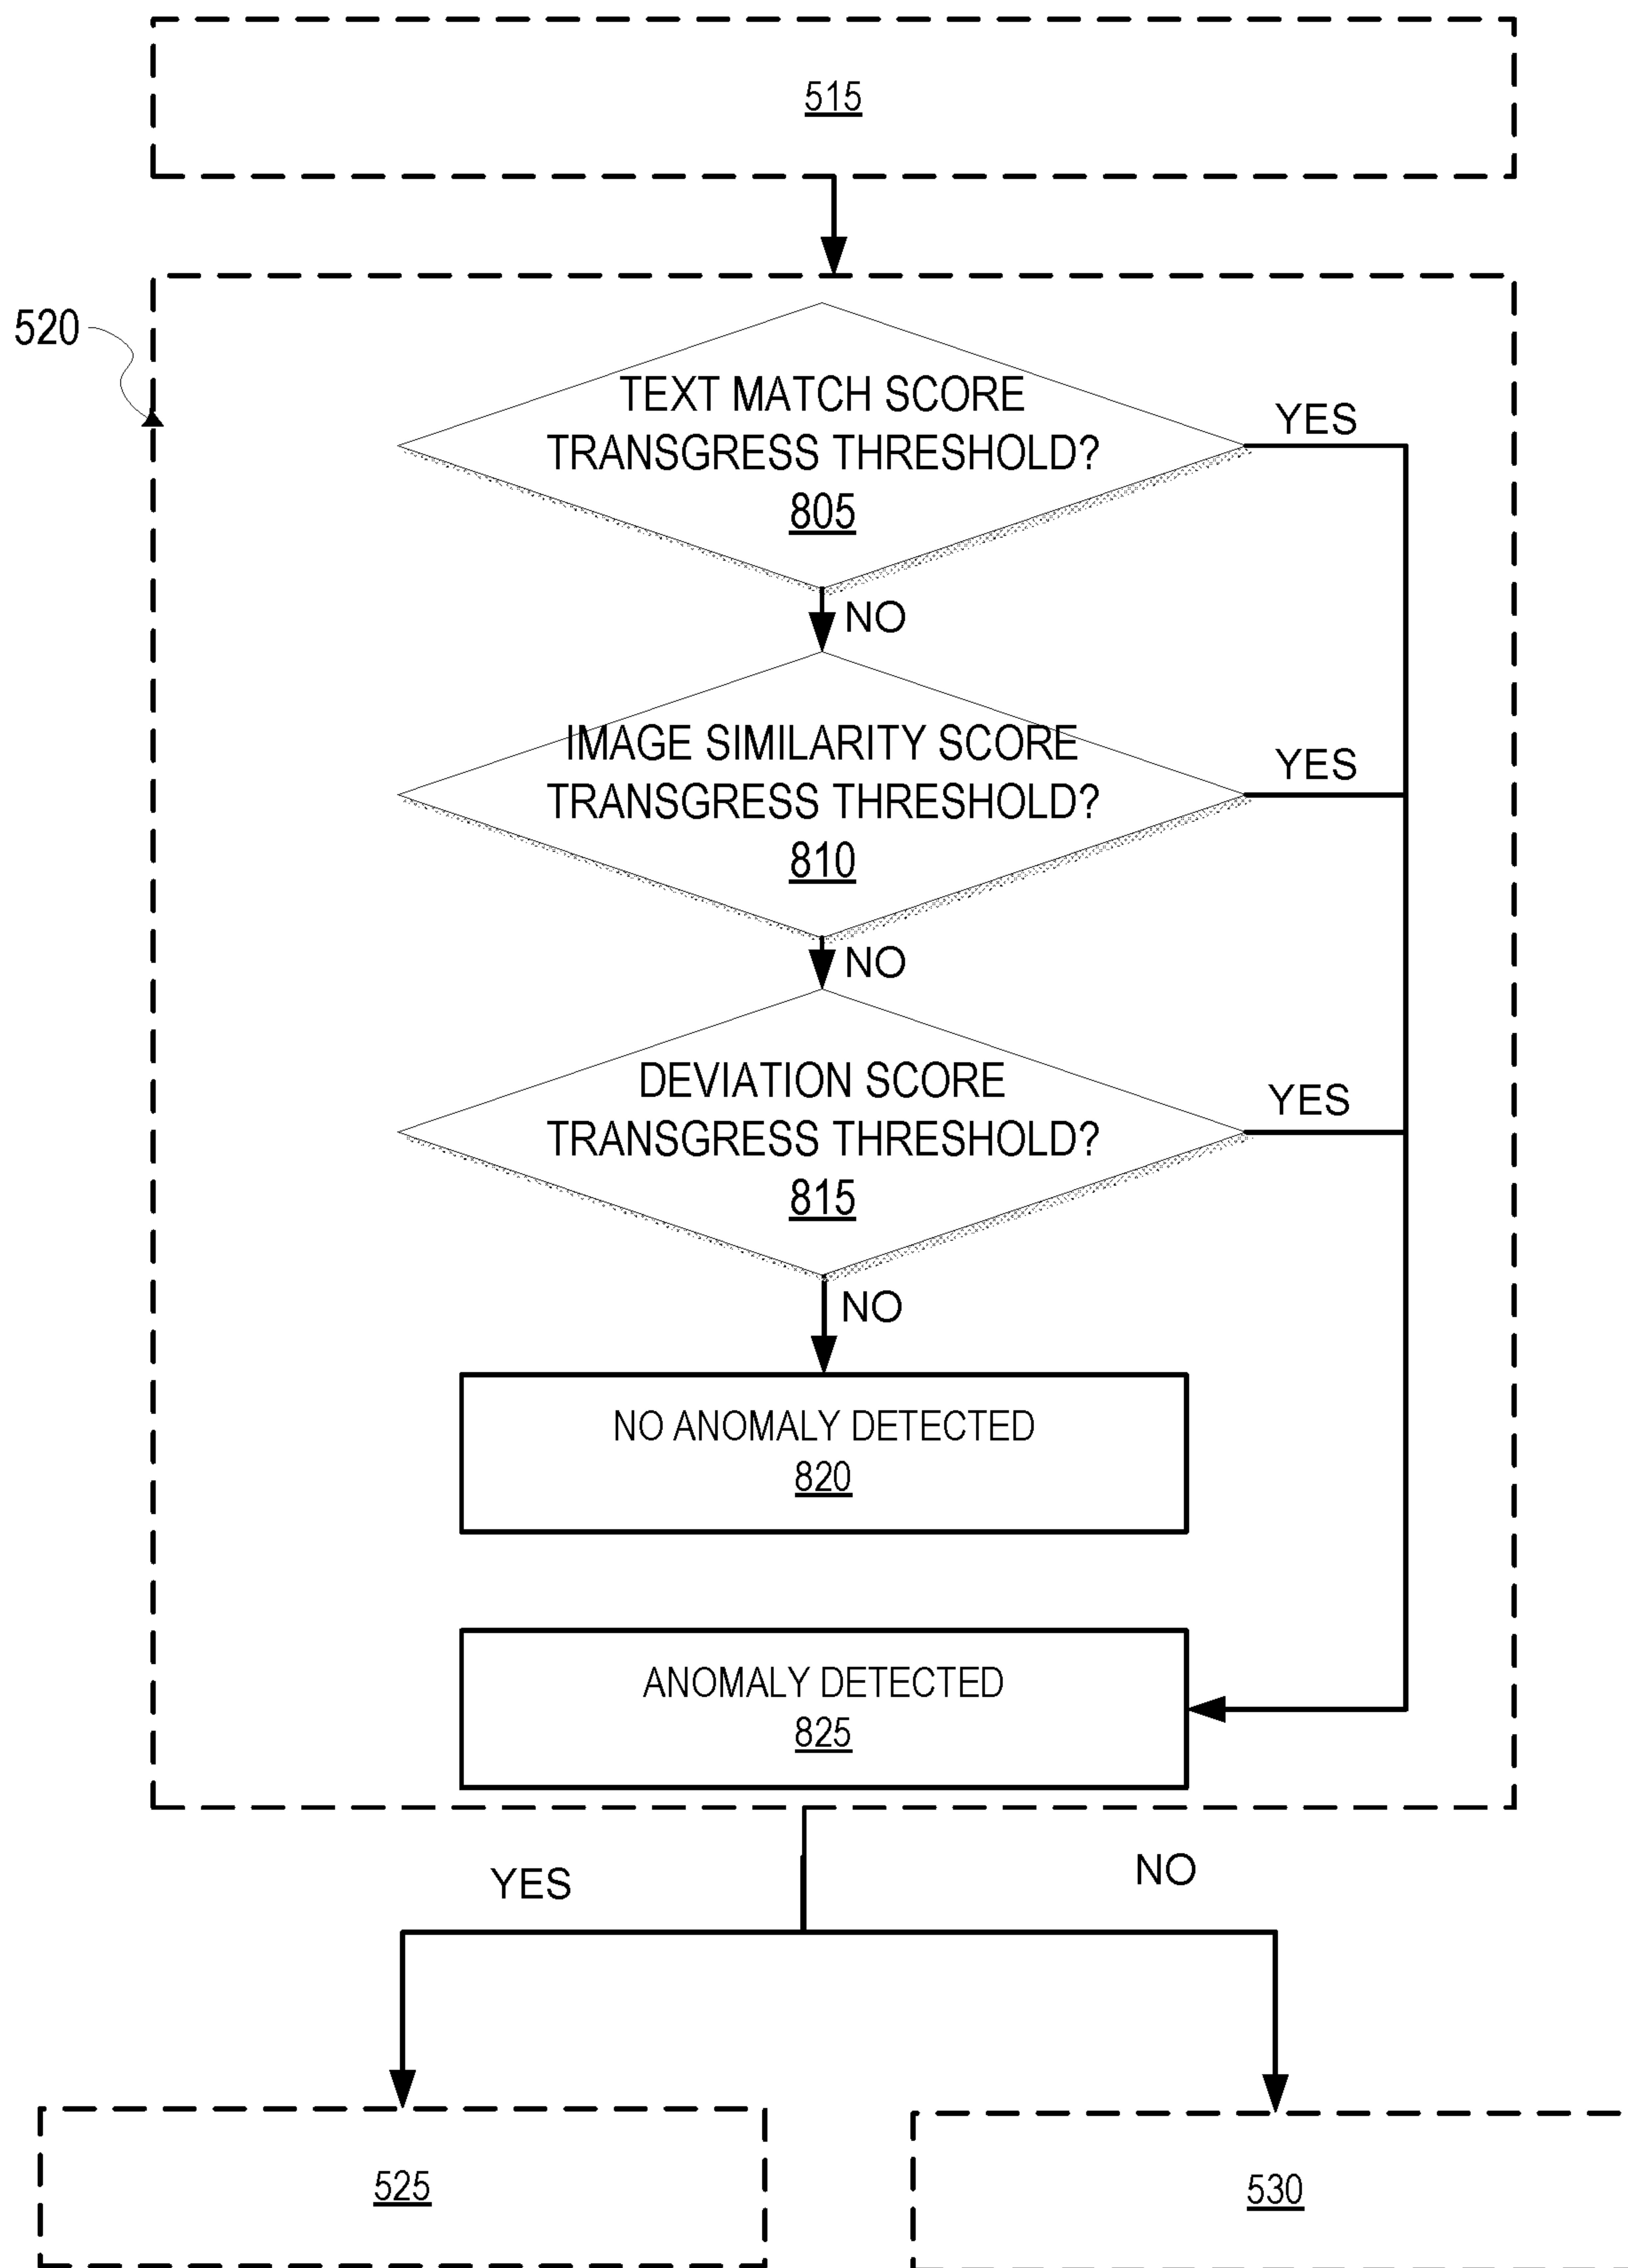 515
520
TEXT MATCH SCORE
TRANSGRESS THRESHOLD?
805
YES
NO
IMAGE SIMILARITY SCORE
TRANSGRESS THRESHOLD?
810
YES
NO
DEVIATION SCORE
TRANSGRESS THRESHOLD?
815
YES
NO
NO ANOMALY DETECTED
820
ANOMALY DETECTED
825
YES
NO
525
530